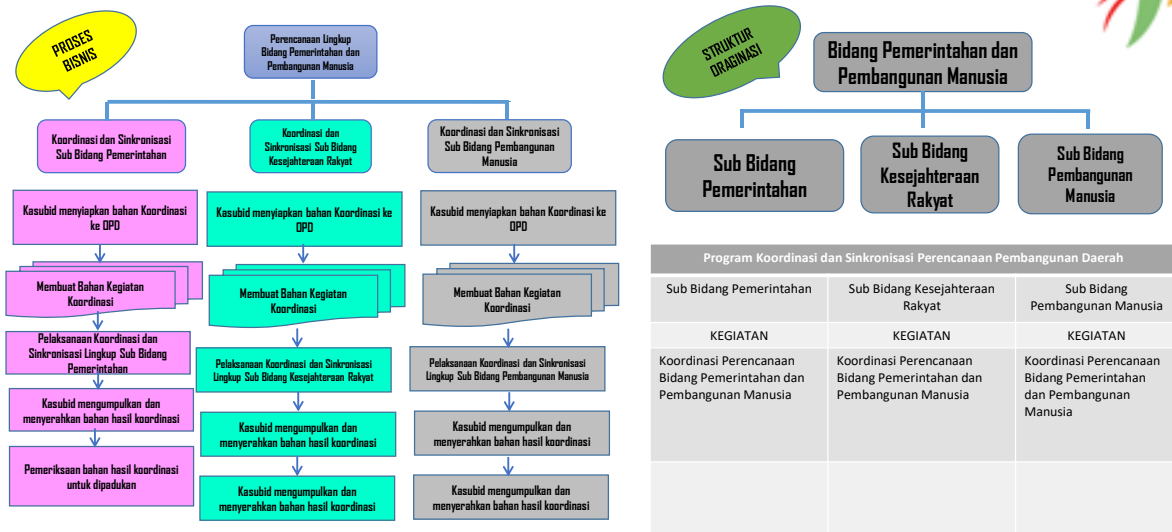 PROSES
BISNIS
Perencanaan Lingkup
Bidang Pemerintahan dan
Pembangunan Manusia
Koordinasi dan Sinkronisasi
Sub Bidang Pemerintahan
Koordinasi dan
Sinkronisasi Sub Bidang
Kesejahteraan Rakyat
Koordinasi dan Sinkronisasi
Sub Bidang Pembangunan
Manusia
Kasubid menyiapkan bahan Koordinasi
ke OPD
Kasubid menyiapkan bahan Koordinasi ke
OPD
Kasubid menyiapkan bahan Koordinasi ke
OPD
Membuat Bahan Kegiatan
Koordinasi
Membuat Bahan Kegiatan
Koordinasi
Membuat Bahan Kegiatan
Koordinasi
Pelaksanaan Koordinasi dan
Sinkronisasi Lingkup Sub Bidang
Pemerintahan
Pelaksanaan Koordinasi dan Sinkronisasi
Lingkup Sub Bidang Kesejahteraan Rakyat
Pelaksanaan Koordinasi dan Sinkronisasi
Lingkup Sub Bidang Pembangunan Manusia
Kasubid mengumpulkan dan
menyerahkan bahan hasil koordinasi
Kasubid mengumpulkan dan
menyerahkan bahan hasil koordinasi
Kasubid mengumpulkan dan
menyerahkan bahan hasil koordinasi
Pemeriksaan bahan hasil koordinasi
untuk dipadukan
Kasubid mengumpulkan dan
menyerahkan bahan hasil koordinasi
Kasubid mengumpulkan dan
menyerahkan bahan hasil koordinasi
STRUKTUR
ORAGINASI
Bidang Pemerintahan dan
Pembangunan Manusia
Sub Bidang
Pemerintahan
Sub Bidang
Kesejahteraan
Rakyat
Sub Bidang
Pembangunan
Manusia
Program Koordinasi dan Sinkronisasi Perencanaan Pembangunan Daerah
Sub Bidang Pemerintahan
Sub Bidang Kesejahteraan
Rakyat
Sub Bidang
Pembangunan Manusia
KEGIATAN
KEGIATAN
KEGIATAN
Koordinasi Perencanaan
Bidang Pemerintahan dan
Pembangunan Manusia
Koordinasi Perencanaan
Bidang Pemerintahan dan
Pembangunan Manusia
Koordinasi Perencanaan
Bidang Pemerintahan
dan Pembangunan
Manusia